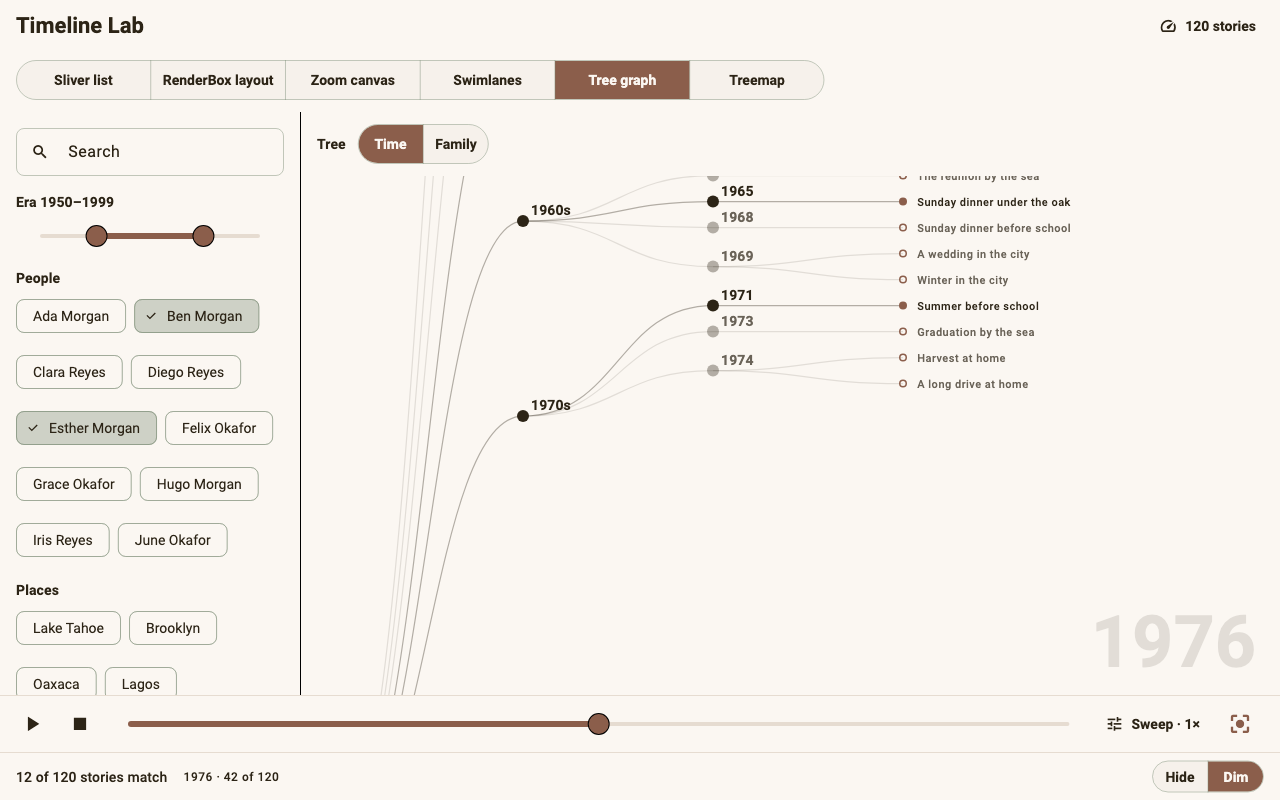 Timeline Lab
120 stories
Sliver list
RenderBox layout
Zoom canvas
Swimlanes
Tree graph
Treemap
Search
Era 1950–1999
People
Ada Morgan
Ben Morgan
Clara Reyes
Diego Reyes
Esther Morgan
Felix Okafor
Grace Okafor
Hugo Morgan
Iris Reyes
June Okafor
Places
Lake Tahoe
Brooklyn
Oaxaca
Lagos
Tree
Time
Family
The reunion by the sea
1965
Sunday dinner under the oak
1960s
1968
Sunday dinner before school
1969
A wedding in the city
Winter in the city
1971
Summer before school
1973
Graduation by the sea
1974
Harvest at home
A long drive at home
1970s
1976
Sweep · 1×
12 of 120 stories match
1976 · 42 of 120
Hide
Dim